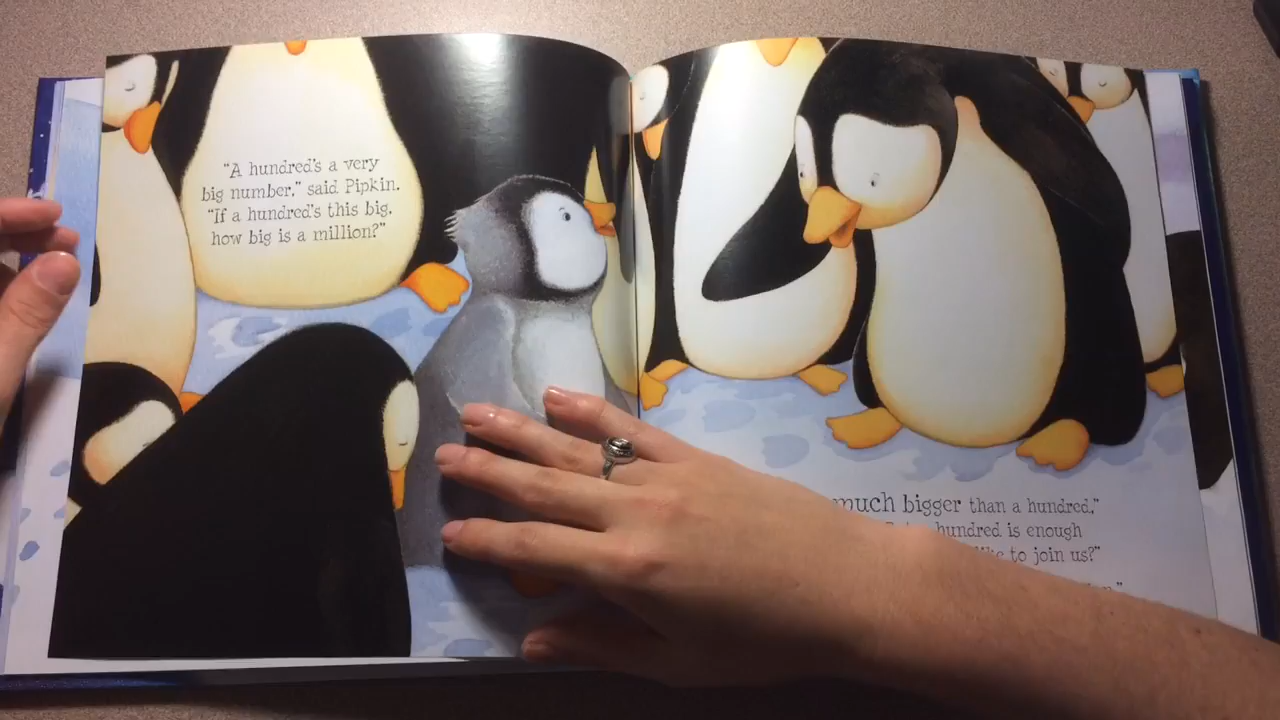 "A hundred's a very
big number," said Pipkin.
"If a hundred's this big,
how big is a million?"
much bigger than a hundred,"
hundred is enough
to join us?"